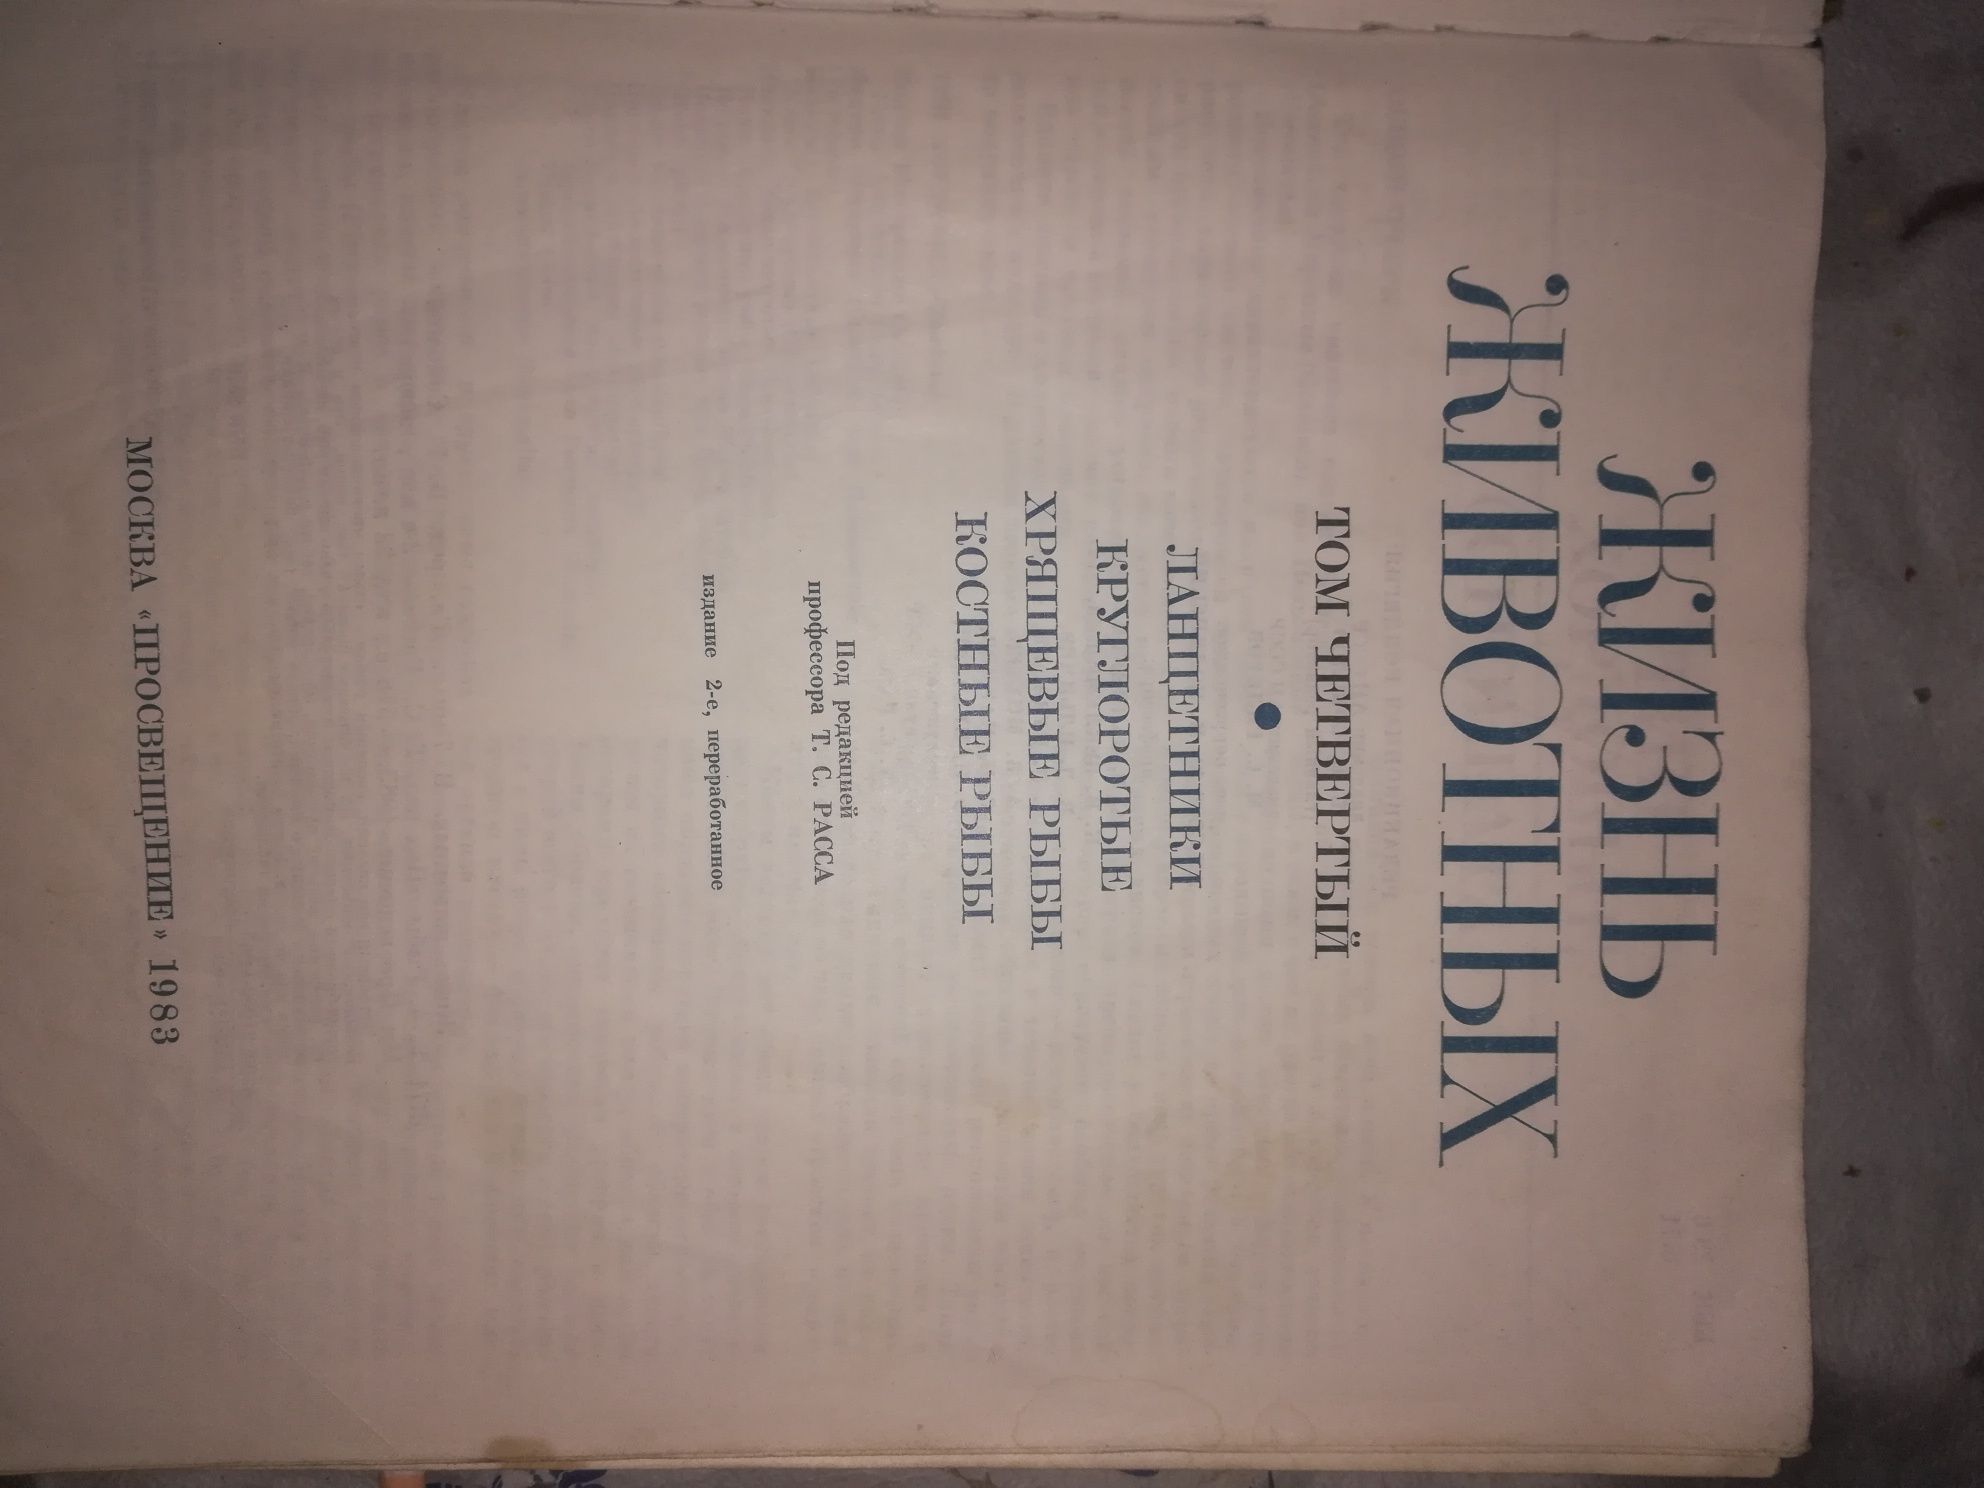 ЖИЗНЬ
ЖИВОТНЫХ
ТОМ ЧЕТВЕРТЫЙ
ЛАНЦЕТНИКИ
КРУГЛОРОТЫЕ
ХРЯЩЕВЫЕ РЫБЫ
КОСТНЫЕ РЫБЫ
Под редакцией
профессора Т. С. РАССА
издание 2-е, переработанное
МОСКВА «ПРОСВЕЩЕНИЕ» 1983